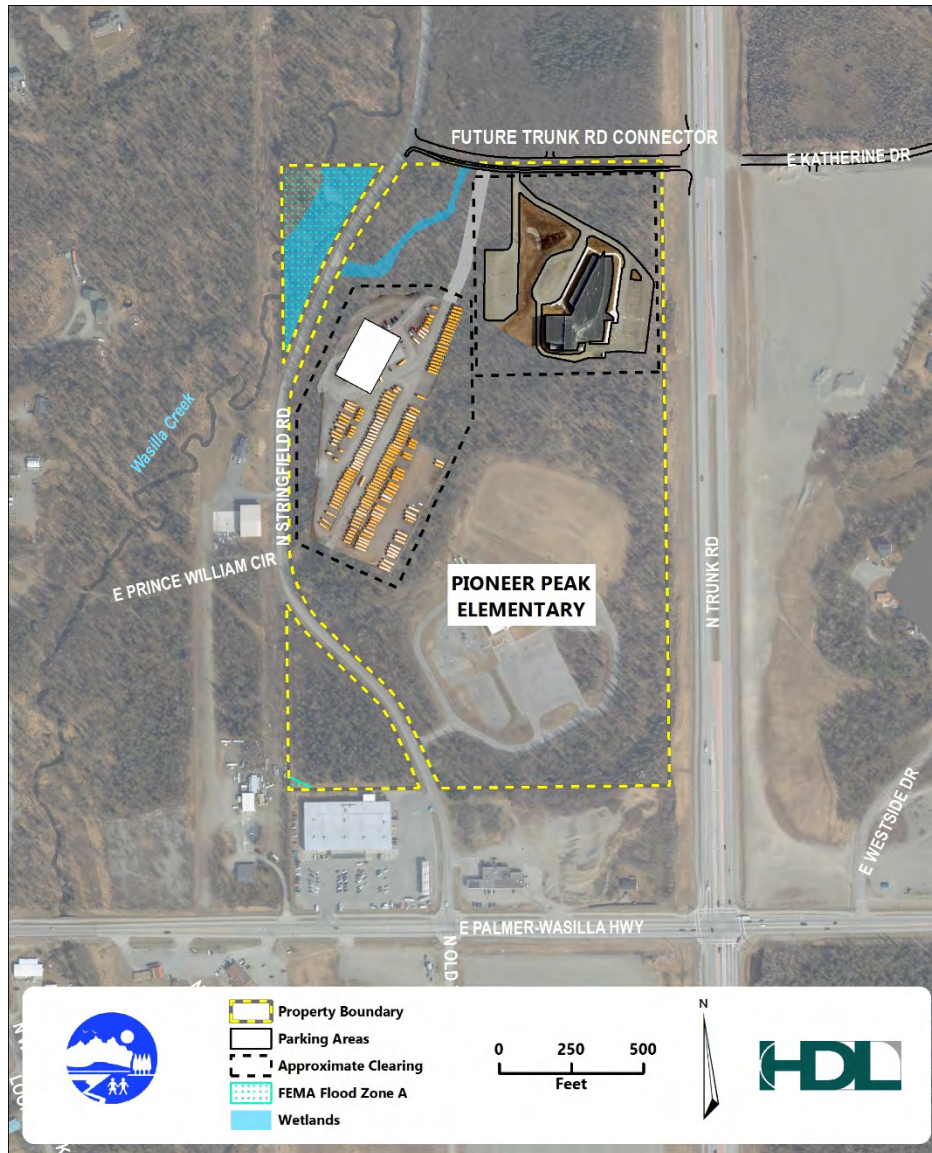 FUTURE TRUNK RD CONNECTOR
E KATHERINE DR
Wasilla Creek
N STRINGFIELD RD
E PRINCE WILLIAM CIR
PIONEER PEAK
ELEMENTARY
N TRUNK RD
E WESTSIDE DR
E PALMER-WASILLA HWY
N OLD
Property Boundary
Parking Areas
Approximate Clearing
FEMA Flood Zone A
Wetlands
0 250 500
Feet
N
HDL